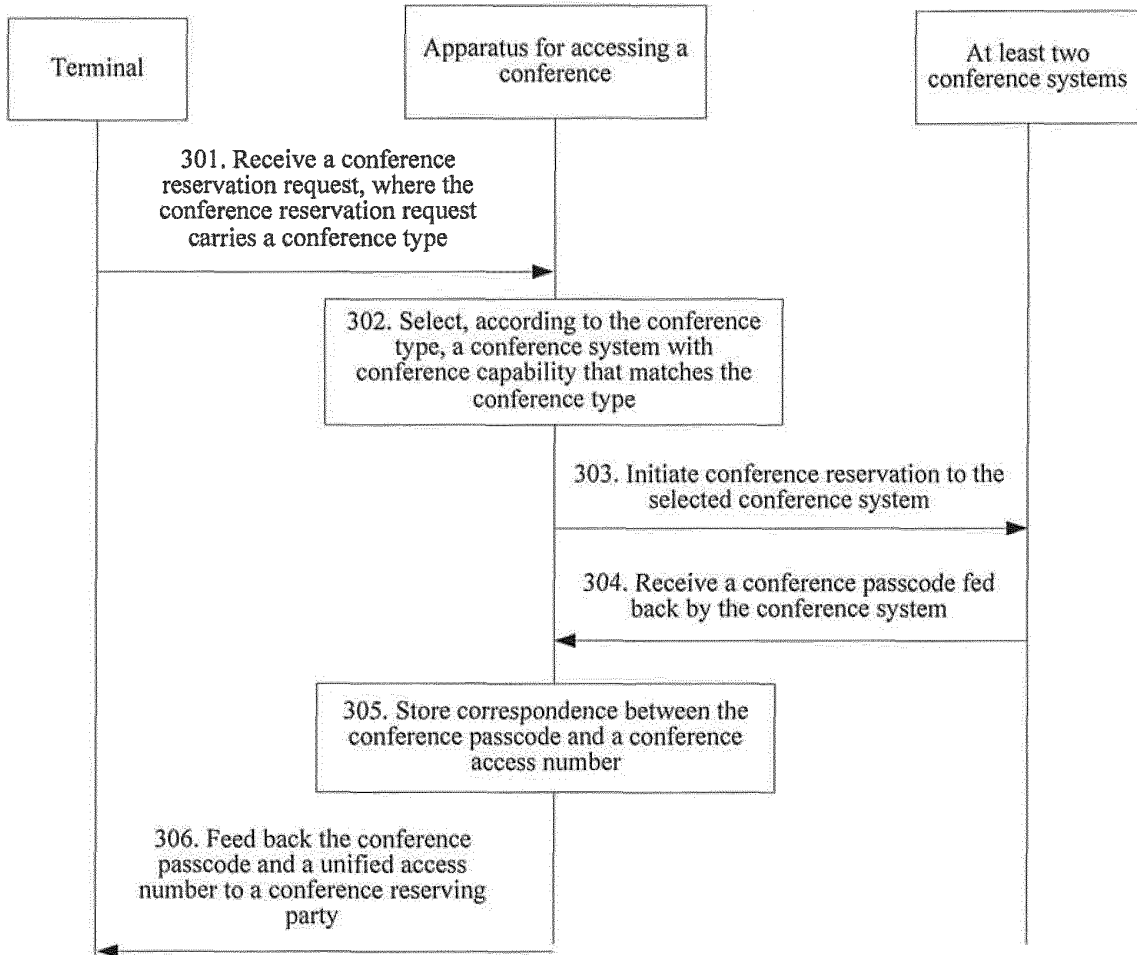 Terminal
Apparatus for accessing a
conference
At least two
conference systems
301. Receive a conference
reservation request, where the
conference reservation request
carries a conference type
302. Select, according to the conference
type, a conference system with
conference capability that matches the
conference type
303. Initiate conference reservation to the
selected conference system
304. Receive a conference passcode fed
back by the conference system
305. Store correspondence between the
conference passcode and a conference
access number
306. Feed back the conference
passcode and a unified access
number to a conference reserving
party